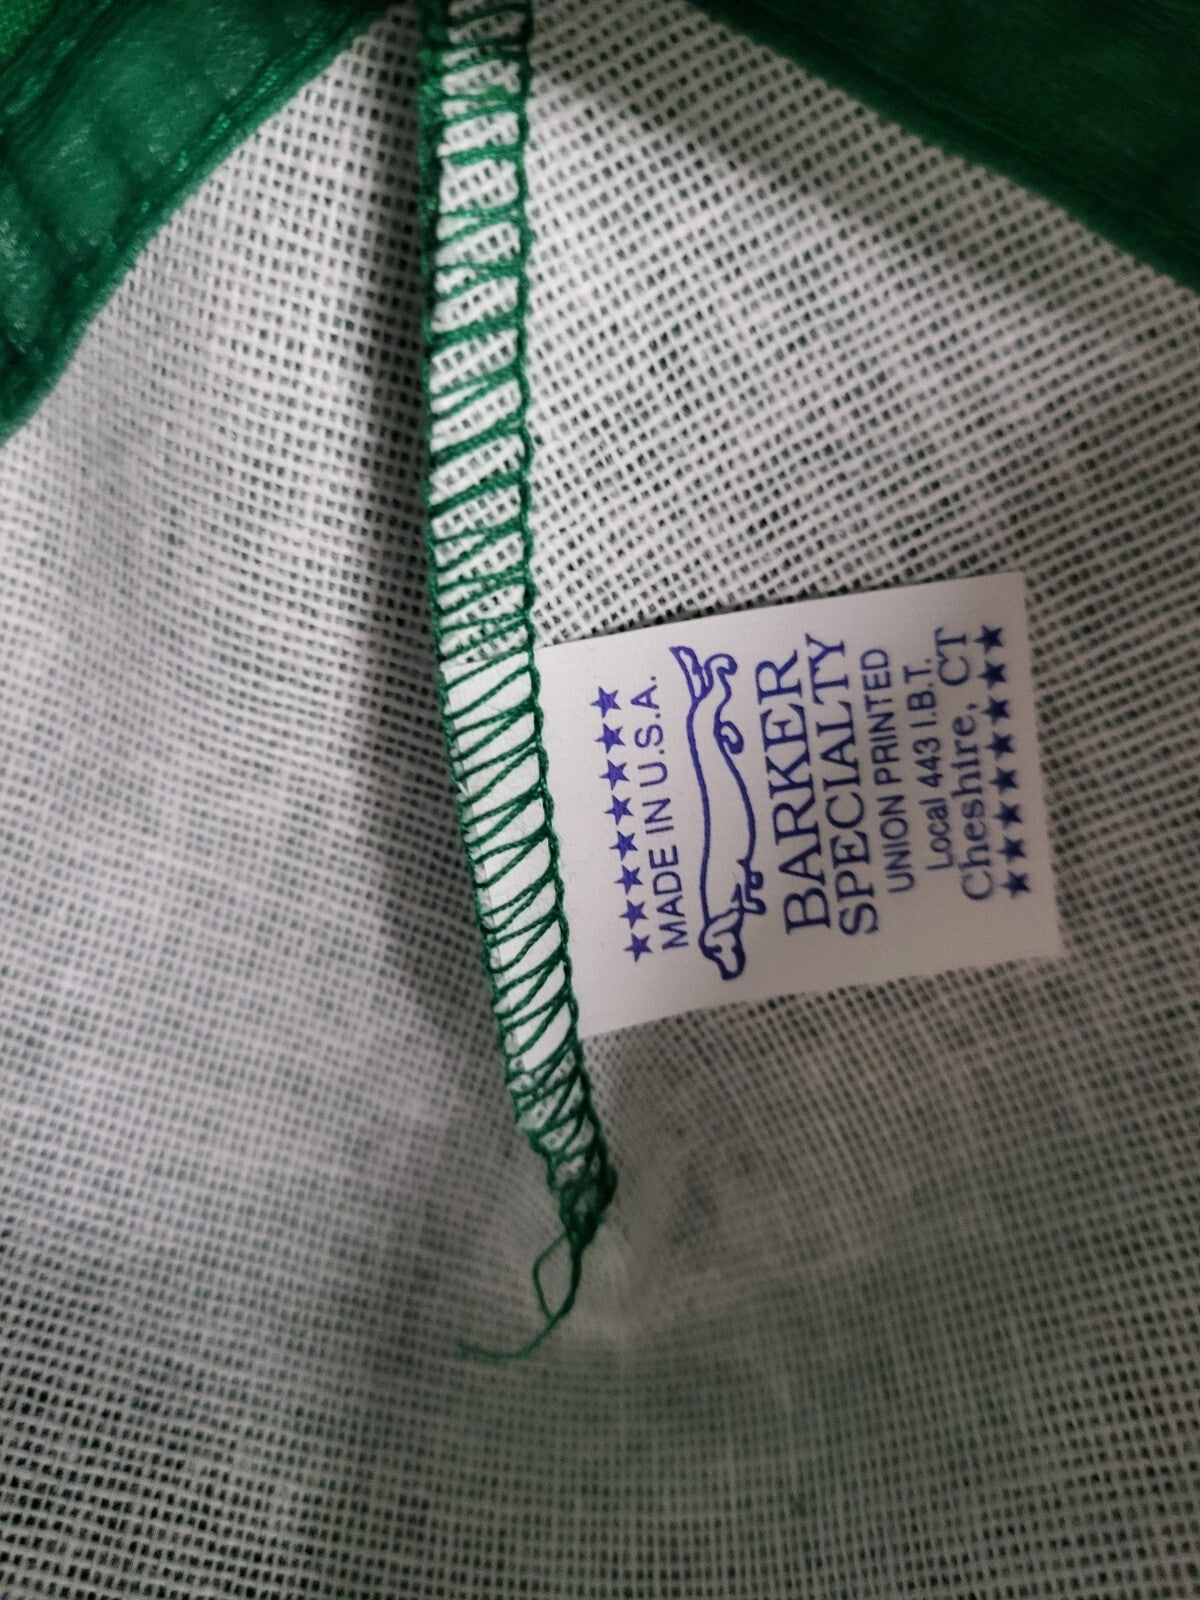 MADE IN U.S.A.
BARKER
SPECIALTY
UNION PRINTED
Local 443 I.B.T.
Cheshire, CT